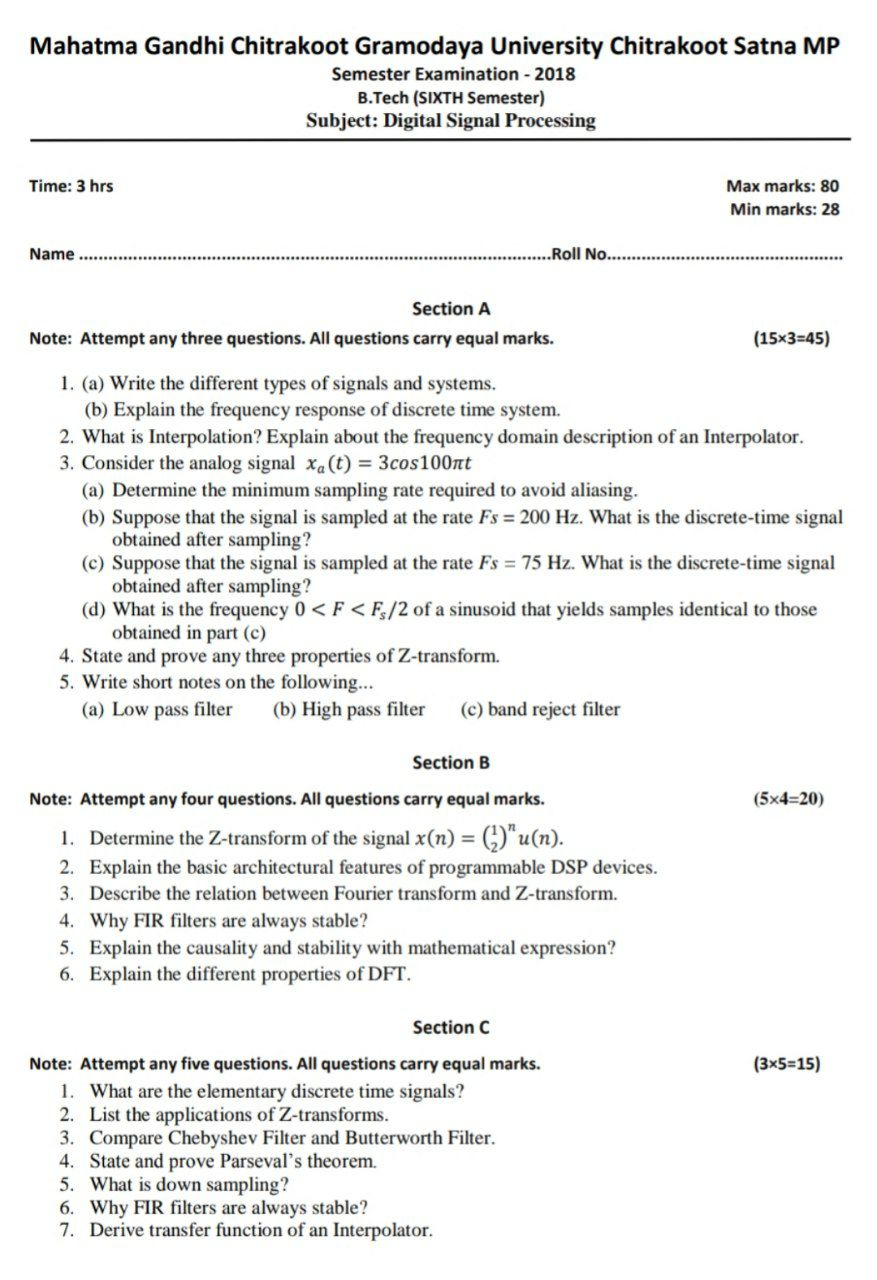 Mahatma Gandhi Chitrakoot Gramodaya University Chitrakoot Satna MP
Semester Examination - 2018
B.Tech (SIXTH Semester)
Subject: Digital Signal Processing
Time: 3 hrs Max marks: 80
Min marks: 28
Name ................................................................................................Roll No.................................................
Section A
Note: Attempt any three questions. All questions carry equal marks. (15×3=45)
1. (a) Write the different types of signals and systems.
(b) Explain the frequency response of discrete time system.
2. What is Interpolation? Explain about the frequency domain description of an Interpolator.
3. Consider the analog signal xₐ(t) = 3cos100πt
(a) Determine the minimum sampling rate required to avoid aliasing.
(b) Suppose that the signal is sampled at the rate Fs = 200 Hz. What is the discrete-time signal
obtained after sampling?
(c) Suppose that the signal is sampled at the rate Fs = 75 Hz. What is the discrete-time signal
obtained after sampling?
(d) What is the frequency 0 < F < Fₛ/2 of a sinusoid that yields samples identical to those
obtained in part (c)
4. State and prove any three properties of Z-transform.
5. Write short notes on the following...
(a) Low pass filter (b) High pass filter (c) band reject filter
Section B
Note: Attempt any four questions. All questions carry equal marks. (5×4=20)
1. Determine the Z-transform of the signal x(n) = (1/2)ⁿu(n).
2. Explain the basic architectural features of programmable DSP devices.
3. Describe the relation between Fourier transform and Z-transform.
4. Why FIR filters are always stable?
5. Explain the causality and stability with mathematical expression?
6. Explain the different properties of DFT.
Section C
Note: Attempt any five questions. All questions carry equal marks. (3×5=15)
1. What are the elementary discrete time signals?
2. List the applications of Z-transforms.
3. Compare Chebyshev Filter and Butterworth Filter.
4. State and prove Parseval's theorem.
5. What is down sampling?
6. Why FIR filters are always stable?
7. Derive transfer function of an Interpolator.